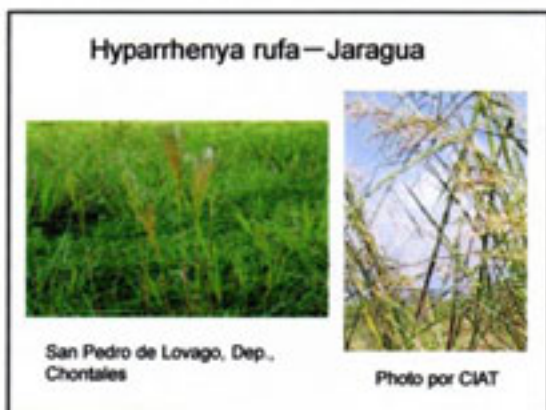 Hyparrhenya rufa—Jaragua
San Pedro de Lovago, Dep.,
Chontales
Photo por CIAT